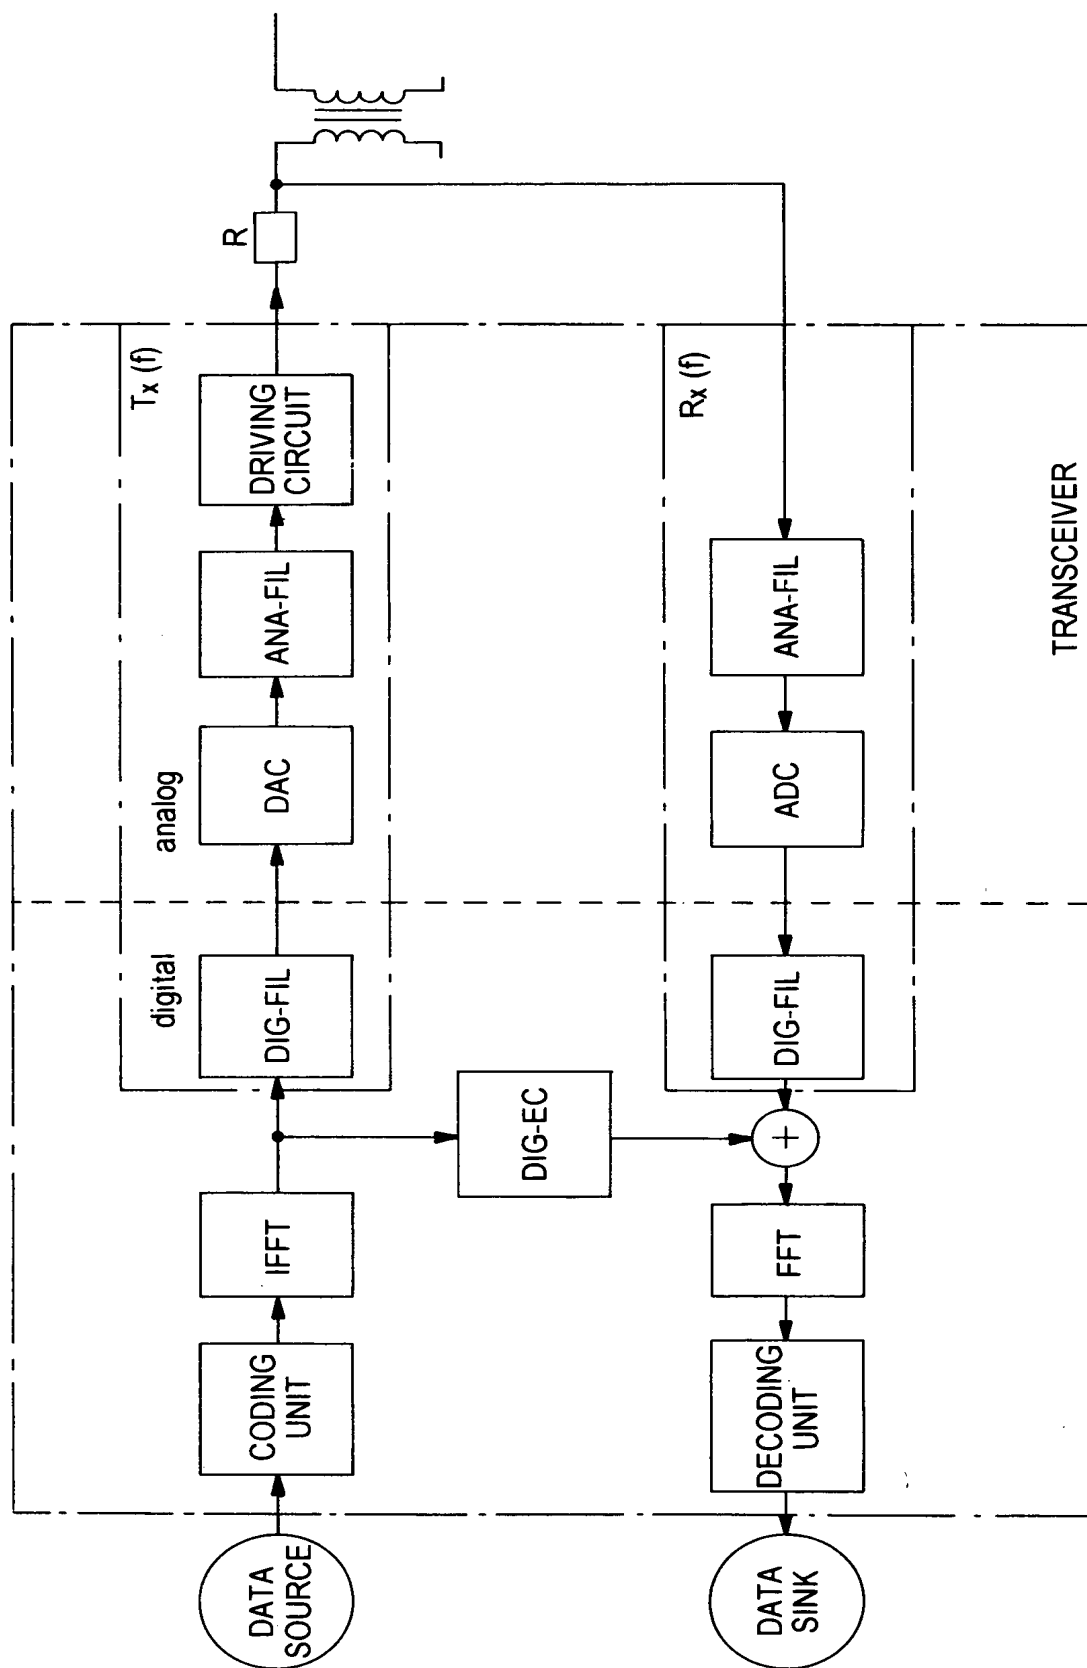 DATA
SOURCE
CODING
UNIT
IFFT
digital
DIG-FIL
analog
DAC
ANA-FIL
Tx (f)
DRIVING
CIRCUIT
R
DIG-EC
DATA
SINK
DECODING
UNIT
FFT
+
DIG-FIL
ADC
ANA-FIL
Rx (f)
TRANSCEIVER